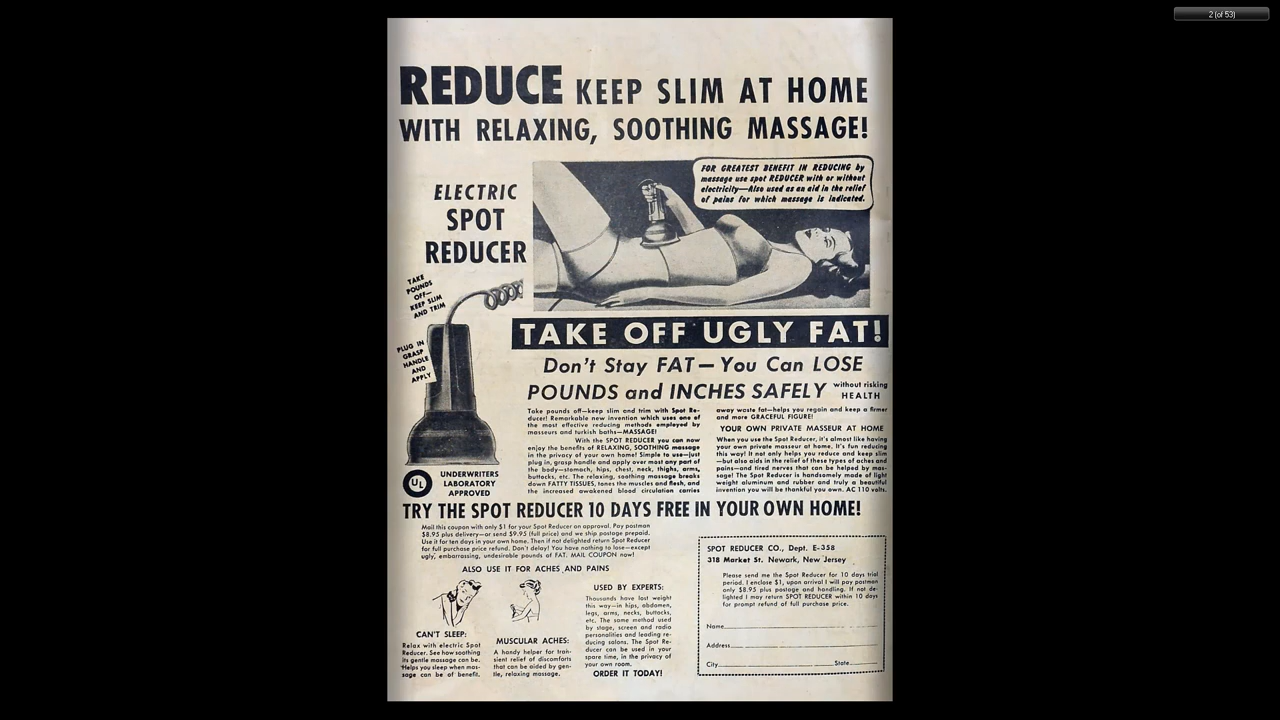 2 (of 53)
REDUCE KEEP SLIM AT HOME
WITH RELAXING, SOOTHING MASSAGE!
FOR GREATEST BENEFIT IN REDUCING by
massage use spot REDUCER with or without
electricity—Also used as an aid in the relief
of pains for which massage is indicated.
ELECTRIC
SPOT
REDUCER
TAKE
POUNDS
OFF—
KEEP SLIM
AND TRIM
PLUG IN
GRASP
HANDLE
AND
APPLY
UL
UNDERWRITERS
LABORATORY
APPROVED
TAKE OFF UGLY FAT!
Don't Stay FAT—You Can LOSE
POUNDS and INCHES SAFELY without risking
HEALTH
Take pounds off—keep slim and trim with Spot Re-
ducer! Remarkable new invention which uses one of
the most effective reducing methods employed by
masseurs and turkish baths—MASSAGE!
With the SPOT REDUCER you can now
enjoy the benefits of RELAXING, SOOTHING massage
in the privacy of your own home! Simple to use—just
plug in, grasp handle and apply over most any part of
the body—stomach, hips, chest, neck, thighs, arms,
buttocks, etc. The relaxing, soothing massage breaks
down FATTY TISSUES, tones the muscles and flesh, and
the increased awakened blood circulation carries
away waste fat—helps you regain and keep a firmer
and more GRACEFUL FIGURE!
YOUR OWN PRIVATE MASSEUR AT HOME
When you use the Spot Reducer, it's almost like having
your own private masseur at home. It's fun reducing
this way! It not only helps you reduce and keep slim
—but also aids in the relief of those types of aches and
pains—and tired nerves that can be helped by mas-
sage! The Spot Reducer is handsomely made of light
weight aluminum and rubber and truly a beautiful
invention you will be thankful you own. AC 110 volts.
TRY THE SPOT REDUCER 10 DAYS FREE IN YOUR OWN HOME!
Mail this coupon with only $1 for your Spot Reducer on approval. Pay postman
$8.95 plus delivery—or send $9.95 (full price) and we ship postage prepaid.
Use it for ten days in your own home. Then if not delighted return Spot Reducer
for full purchase price refund. Don't delay! You have nothing to lose—except
ugly, embarrassing, undesirable pounds of FAT. MAIL COUPON now!
ALSO USE IT FOR ACHES AND PAINS
CAN'T SLEEP:
Relax with electric Spot
Reducer. See how soothing
its gentle massage can be.
Helps you sleep when mas-
sage can be of benefit.
MUSCULAR ACHES:
A handy helper for tran-
sient relief of discomforts
that can be aided by gen-
tle, relaxing massage.
USED BY EXPERTS:
Thousands have lost weight
this way—in hips, abdomen,
legs, arms, necks, buttocks,
etc. The same method used
by stage, screen and radio
personalities and leading re-
ducing salons. The Spot Re-
ducer can be used in your
spare time, in the privacy of
your own room.
ORDER IT TODAY!
SPOT REDUCER CO., Dept. E-358
318 Market St. Newark, New Jersey
Please send me the Spot Reducer for 10 days trial
period. I enclose $1, upon arrival I will pay postman
only $8.95 plus postage and handling. If not de-
lighted I may return SPOT REDUCER within 10 days
for prompt refund of full purchase price.
Name
Address
City State